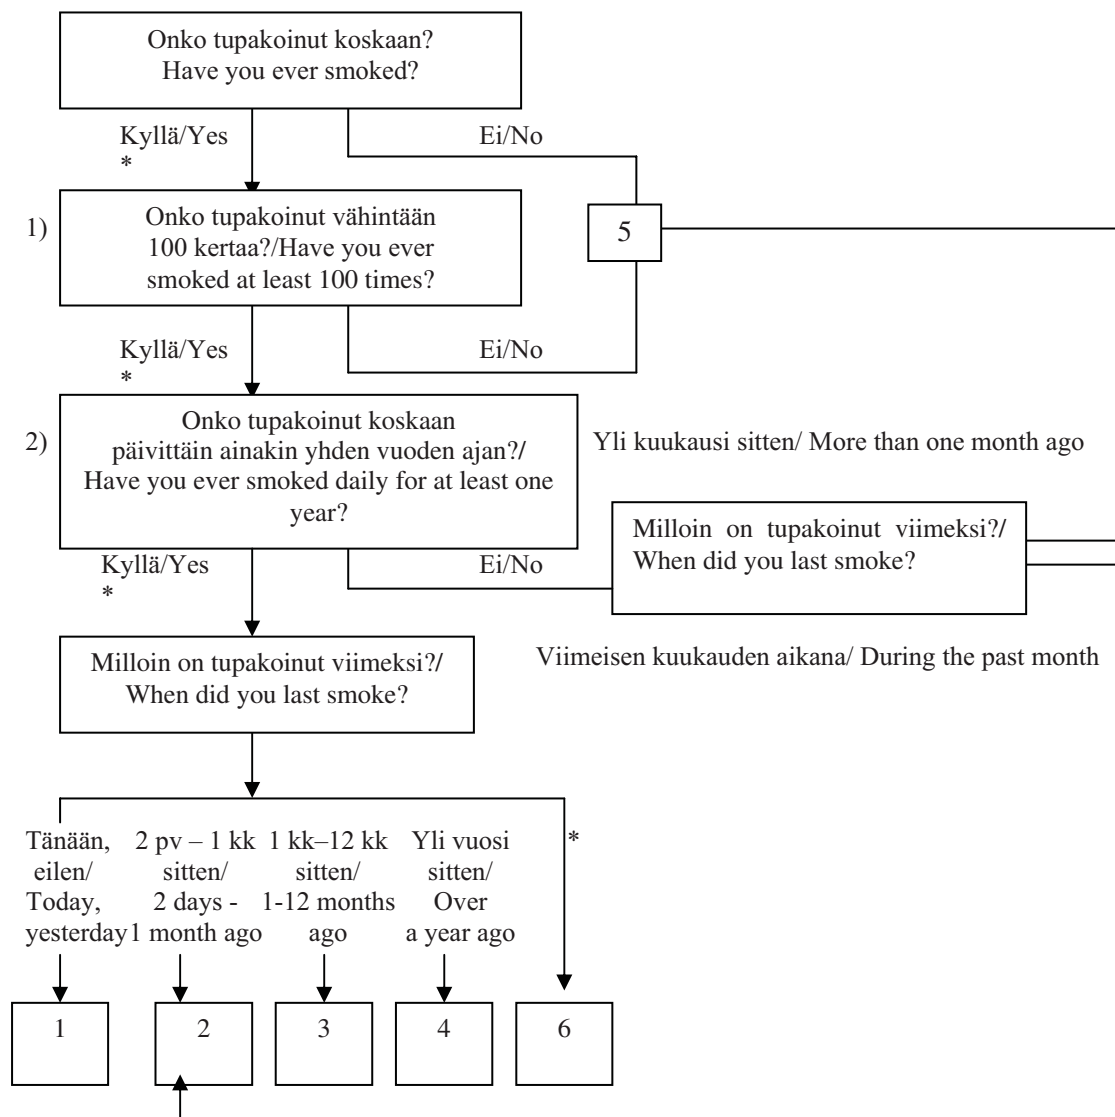 Onko tupakoinut koskaan?
Have you ever smoked?
Kyllä/Yes
*
Ei/No
1)
Onko tupakoinut vähintään
100 kertaa?/Have you ever
smoked at least 100 times?
5
Kyllä/Yes
*
Ei/No
2)
Onko tupakoinut koskaan
päivittäin ainakin yhden vuoden ajan?/
Have you ever smoked daily for at least one
year?
Yli kuukausi sitten/ More than one month ago
Kyllä/Yes
*
Ei/No
Milloin on tupakoinut viimeksi?/
When did you last smoke?
Milloin on tupakoinut viimeksi?/
When did you last smoke?
Viimeisen kuukauden aikana/ During the past month
Tänään,
eilen/
Today,
yesterday
2 pv – 1 kk
sitten/
2 days -
1 month ago
1 kk–12 kk
sitten/
1-12 months
ago
Yli vuosi
sitten/
Over
a year ago
*
1
2
3
4
6